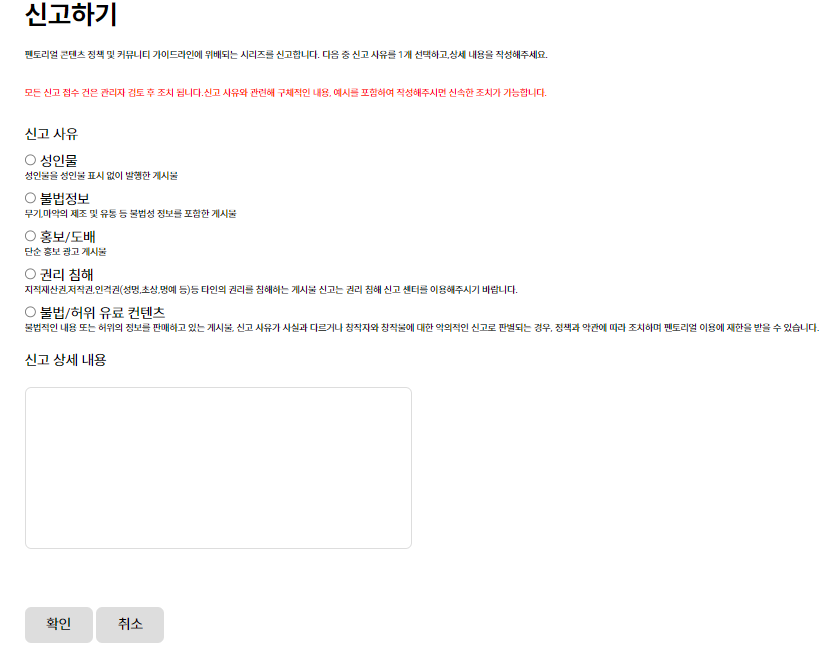 신고하기
펜토리얼 콘텐츠 정책 및 커뮤니티 가이드라인에 위배되는 시리즈를 신고합니다. 다음 중 신고 사유를 1개 선택하고,상세 내용을 작성해주세요.
모든 신고 접수 건은 관리자 검토 후 조치 됩니다.신고 사유와 관련해 구체적인 내용, 예시를 포함하여 작성해주시면 신속한 조치가 가능합니다.
신고 사유
성인물
성인물을 성인물 표시 없이 발행한 게시물
불법정보
무기,마약의 제조 및 유통 등 불법성 정보를 포함한 게시물
홍보/도배
단순 홍보 광고 게시물
권리 침해
지적재산권,저작권,인격권(성명,초상,명예 등)등 타인의 권리를 침해하는 게시물 신고는 권리 침해 신고 센터를 이용해주시기 바랍니다.
불법/허위 유료 컨텐츠
불법적인 내용 또는 허위의 정보를 판매하고 있는 게시물, 신고 사유가 사실과 다르거나 창작자와 창작물에 대한 악의적인 신고로 판별되는 경우, 정책과 약관에 따라 조치하며 펜토리얼 이용에 재한을 받을 수 있습니다.
신고 상세 내용
확인 취소